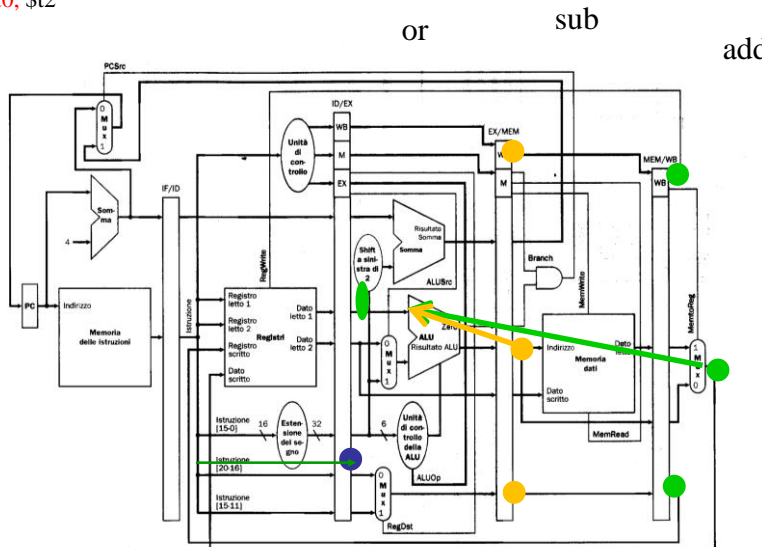 $t2
or
sub
add
PCSrc
0
M
u
x
1
ID/EX
WB
M
EX
Unità
di
con-
trollo
EX/MEM
M
MEM/WB
WB
IF/ID
Som-
ma
4
PC
Indirizzo
Memoria
delle istruzioni
Istruzione
RegWrite
Registro
letto 1
Registro
letto 2
Registro
scritto
Dato
scritto
Registri
Dato
letto 1
Dato
letto 2
Shift
a sini-
stra di
2
Risultato
Somma
Somma
ALUSrc
Zero
ALU
Risultato ALU
0
M
u
x
1
Branch
MemWrite
Indirizzo
Dato
letto
Memoria
dati
Dato
scritto
MemRead
MemtoReg
1
M
u
x
0
Istruzione
[15-0]
16
Esten-
sione
del se-
gno
32
6
Unità
di con-
trollo
della
ALU
ALUOp
Istruzione
[20-16]
Istruzione
[15-11]
0
M
u
x
1
RegDst